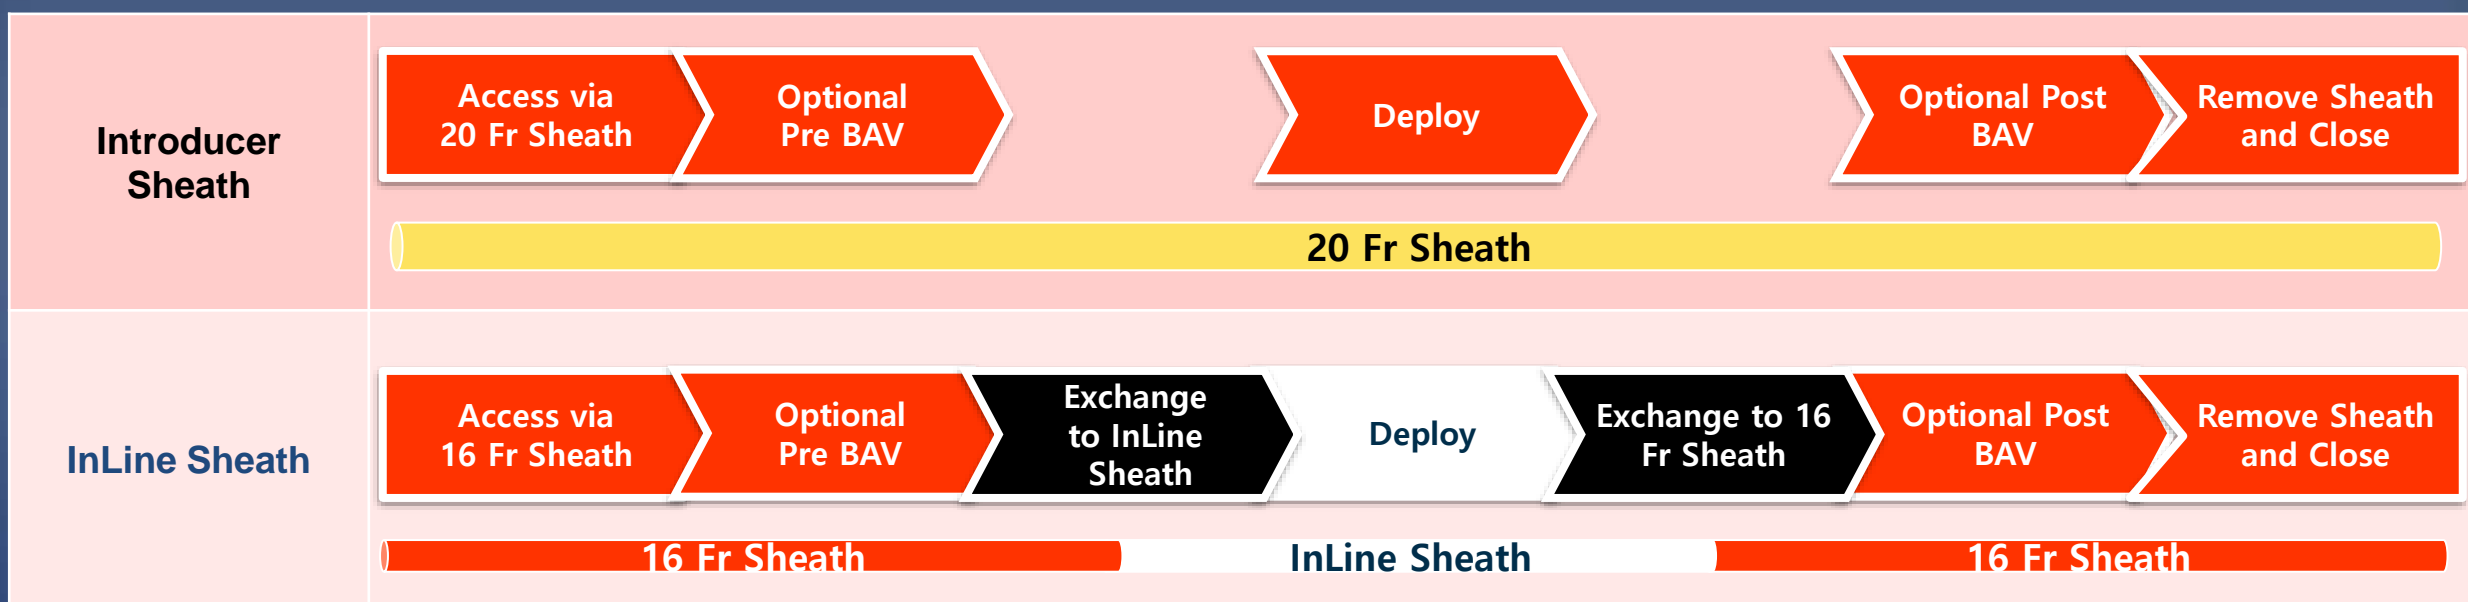 Introducer
Sheath
Access via
20 Fr Sheath
Optional
Pre BAV
Deploy
Optional Post
BAV
Remove Sheath
and Close
20 Fr Sheath
InLine Sheath
Access via
16 Fr Sheath
Optional
Pre BAV
Exchange
to InLine
Sheath
Deploy
Exchange to 16
Fr Sheath
Optional Post
BAV
Remove Sheath
and Close
16 Fr Sheath
InLine Sheath
16 Fr Sheath